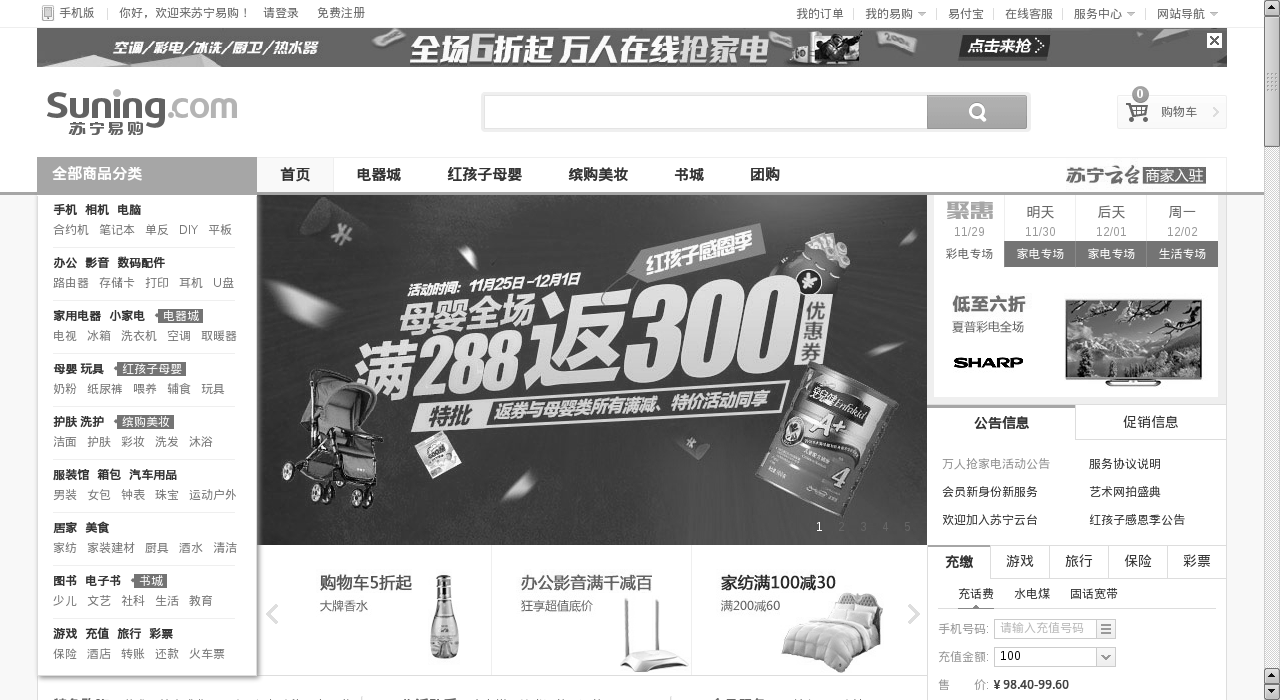 手机版 你好，欢迎来苏宁易购！ 请登录 免费注册 我的订单 我的易购 易付宝 在线客服 服务中心 网站导航
空调/彩电/冰洗/厨卫/热水器 全场6折起 万人在线抢家电 点击来抢
Suning.com
苏宁易购
0
购物车
全部商品分类 首页 电器城 红孩子母婴 缤购美妆 书城 团购 苏宁云台 商家入驻
手机 相机 电脑
合约机 笔记本 单反 DIY 平板
办公 影音 数码配件
路由器 存储卡 打印 耳机 U盘
家用电器 小家电 电器城
电视 冰箱 洗衣机 空调 取暖器
母婴 玩具 红孩子母婴
奶粉 纸尿裤 喂养 辅食 玩具
护肤 洗护 缤购美妆
洁面 护肤 彩妆 洗发 沐浴
服装馆 箱包 汽车用品
男装 女包 钟表 珠宝 运动户外
居家 美食
家纺 家装建材 厨具 酒水 清洁
图书 电子书 书城
少儿 文艺 社科 生活 教育
游戏 充值 旅行 彩票
保险 酒店 转账 还款 火车票
红孩子感恩季
活动时间：11月25日-12月1日
母婴全场
满288返300优惠券
特批 返券与母婴类所有满减、特价活动同享
Enfakid
A+
4
1 2 3 4 5
聚惠 明天 后天 周一
11/29 11/30 12/01 12/02
彩电专场 家电专场 家电专场 生活专场
低至六折
夏普彩电全场
SHARP
公告信息 促销信息
万人抢家电活动公告 服务协议说明
会员新身份新服务 艺术网拍盛典
欢迎加入苏宁云台 红孩子感恩季公告
购物车5折起
大牌香水
办公影音满千减百
狂享超值底价
家纺满100减30
满200减60
充缴 游戏 旅行 保险 彩票
充话费 水电煤 固话宽带
手机号码: 请输入充值号码
充值金额: 100
售 价: ¥ 98.40-99.60